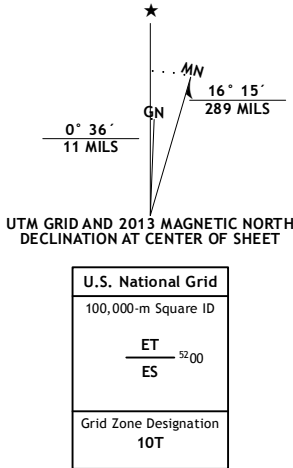 ★
MN
GN
0° 36´
11 MILS
16° 15´
289 MILS
UTM GRID AND 2013 MAGNETIC NORTH
DECLINATION AT CENTER OF SHEET
U.S. National Grid
100,000-m Square ID
ET
ES
5200
Grid Zone Designation
10T